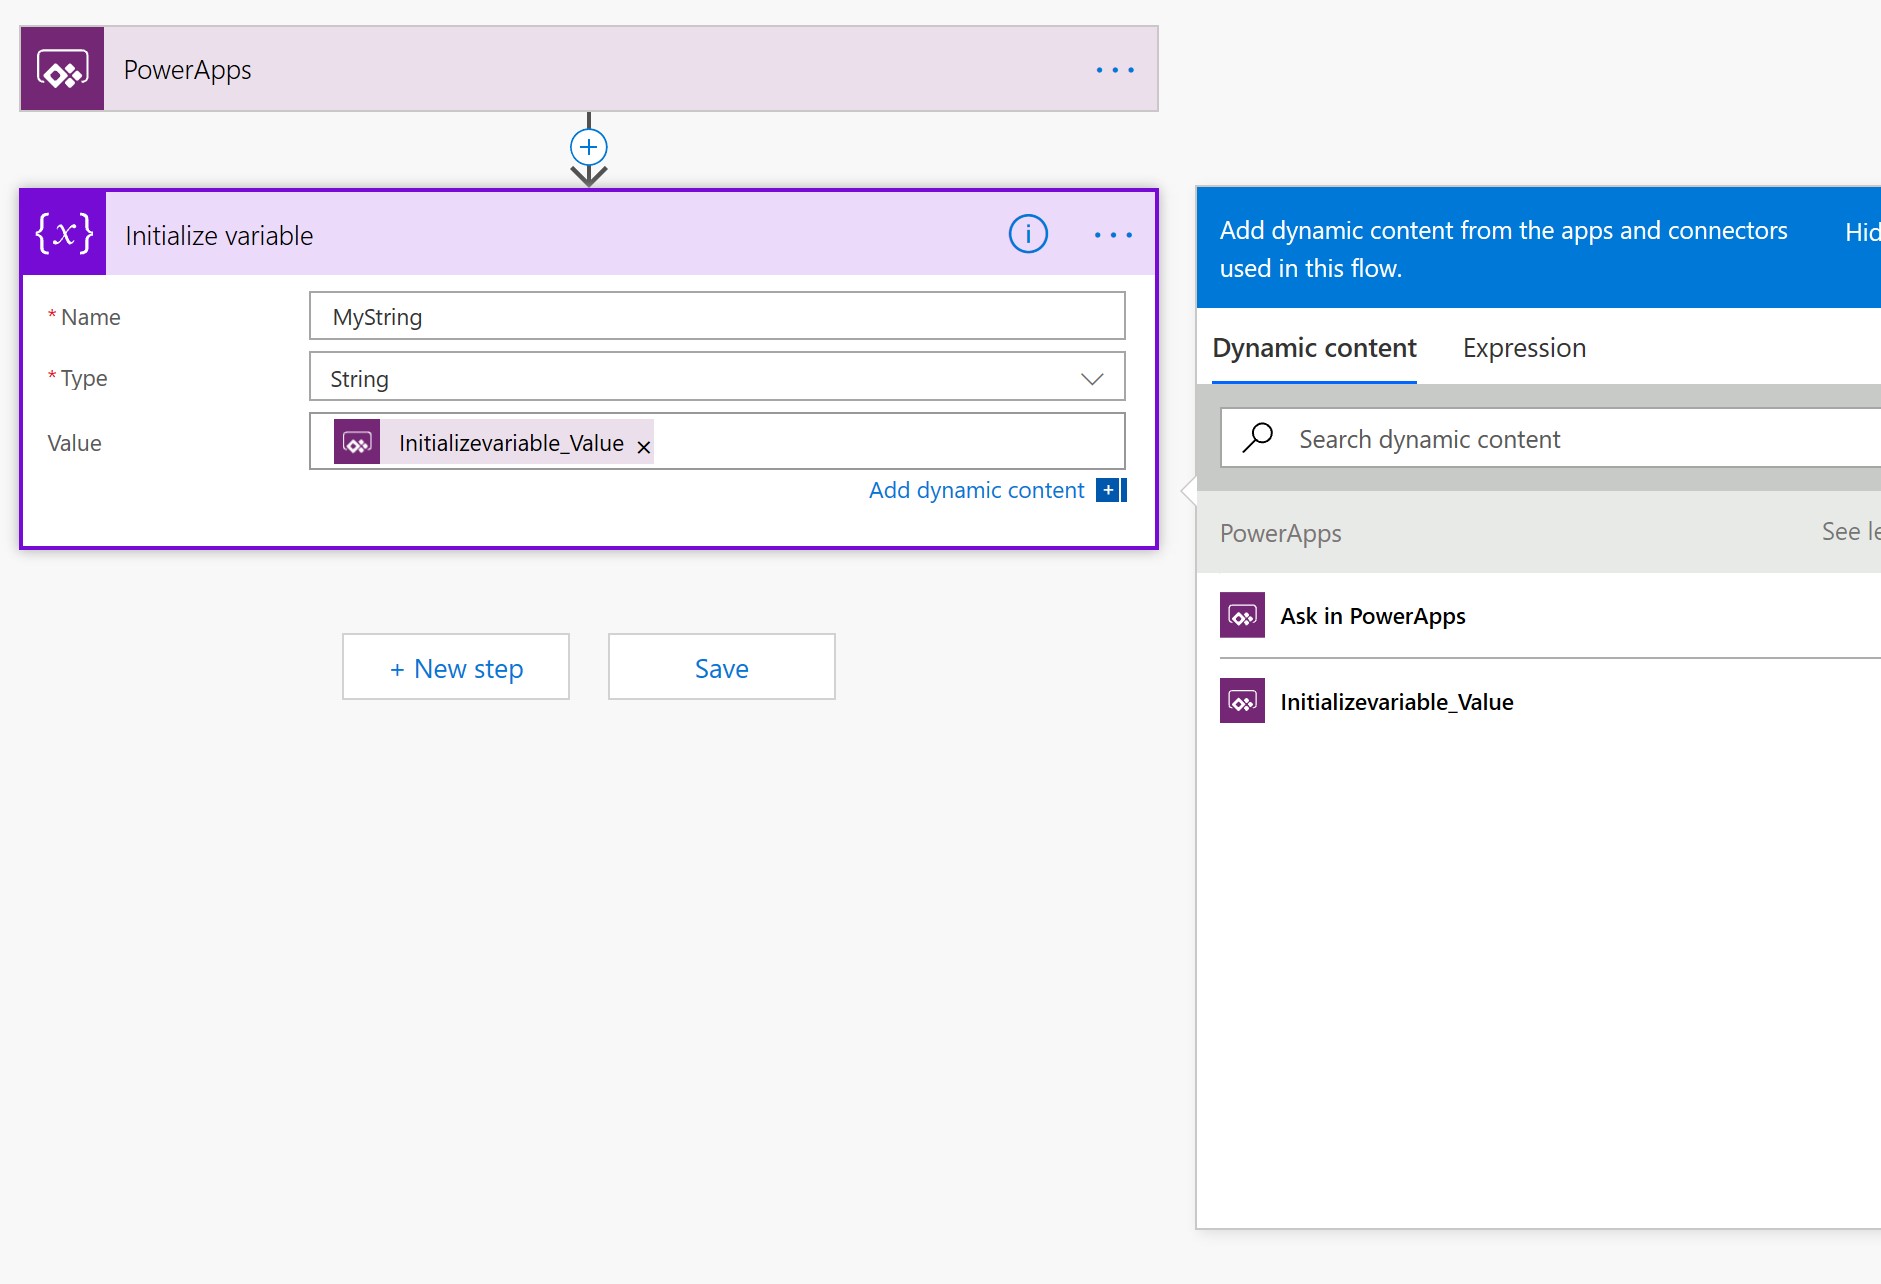 PowerApps
{x}
Initialize variable
* Name
MyString
* Type
String
Value
Initializevariable_Value
Add dynamic content
+ New step
Save
Add dynamic content from the apps and connectors
used in this flow.
Hid
Dynamic content
Expression
Search dynamic content
PowerApps
See le
Ask in PowerApps
Initializevariable_Value